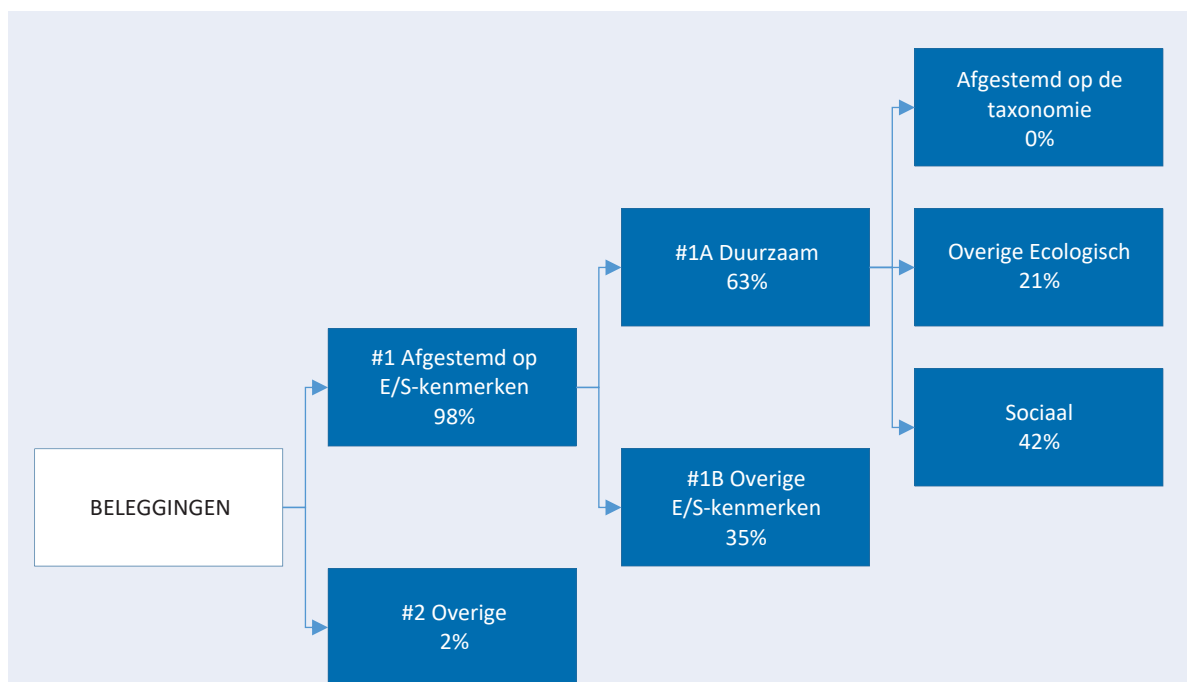 Afgestemd op de
taxonomie
0%
#1A Duurzaam
63%
Overige Ecologisch
21%
#1 Afgestemd op
E/S-kenmerken
98%
Sociaal
42%
BELEGGINGEN
#1B Overige
E/S-kenmerken
35%
#2 Overige
2%